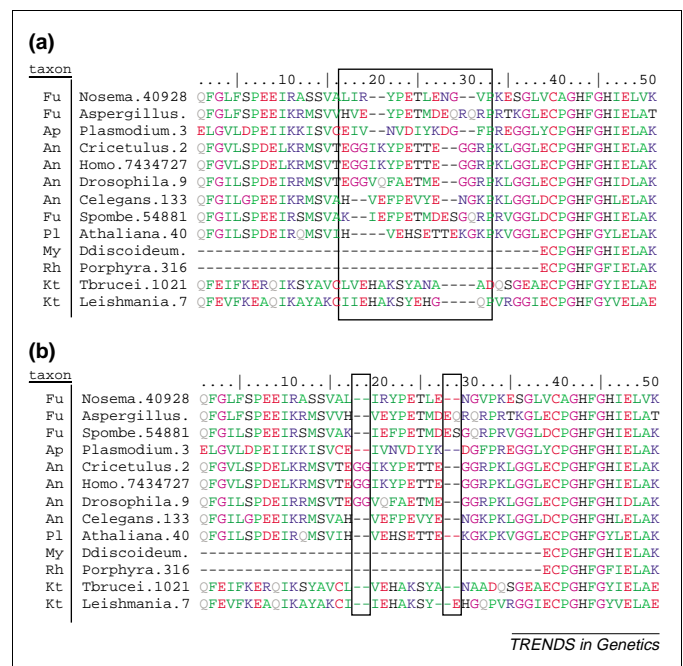 (a)
taxon
....|...10....|...20....|...30....|...40....|...50
Fu Nosema.40928 QFGLFSPEEIRASSVALIR--YPETLENG--VPKESGLVCAGHFGHIELVK
Fu Aspergillus. QFGILSPEEIKRMSVVHVE--YPETMDEQRQRPRTKGLECPGHFGHIELAT
Ap Plasmodium.3 ELGVLDPEIIKKISVCEIV--NVDIYKDG--FPREGGLYCPGHFGHIELAK
An Cricetulus.2 QFGVLSPDELKRMSVTEGGIKYPETTE--GGRPKLGGLECPGHFGHIELAK
An Homo.7434727 QFGVLSPDELKRMSVTEGGIKYPETTE--GGRPKLGGLECPGHFGHIELAK
An Drosophila.9 QFGILSPDEIRRMSVTEGGVQFAETME--GGRPKLGGLECPGHFGHIDLAK
An Celegans.133 QFGILGPEEIKRMSVAH--VEFPEVYE--NGKPKLGGLDCPGHFGHLELAK
Fu Spombe.54881 QFGILSPEEIRSMSVAK--IEFPETMDESGQRPRVGGLDCPGHFGHIELAK
Pl Athaliana.40 QFGILSPDEIRQMSVIH----VEHSETTEKGKPKVGGLECPGHFGYLELAK
My Ddiscoideum. --------------------------------------ECPGHFGHIELAK
Rh Porphyra.316 --------------------------------------ECPGHFGFIELAK
Kt Tbrucei.1021 QFEIFKERQIKSYAVCLVEHAKSYANA----ADQSGEAECPGHFGYVELAE
Kt Leishmania.7 QFEVFKEAQIKAYAKCIIEHAKSYEHG----QPVRGGIECPGHFGYVELAE
(b)
taxon
....|...10....|...20....|...30....|...40....|...50
Fu Nosema.40928 QFGLFSPEEIRASSVAL--IRYPETLE--NGVPKESGLVCAGHFGHIELVK
Fu Aspergillus. QFGILSPEEIKRMSVVH--VEYPETMDEQRQRPRTKGLECPGHFGHIELAT
Fu Spombe.54881 QFGILSPEEIRSMSVAK--IEFPETMDESGQRPRVGGLDCPGHFGHIELAK
Ap Plasmodium.3 ELGVLDPEIIKKISVCE--IVNVDIYK--DGFPREGGLYCPGHFGHIELAK
An Cricetulus.2 QFGVLSPDELKRMSVTEGGIKYPETTE--GGRPKLGGLECPGHFGHIELAK
An Homo.7434727 QFGVLSPDELKRMSVTEGGIKYPETTE--GGRPKLGGLECPGHFGHIELAK
An Drosophila.9 QFGILSPDEIRRMSVTEGGVQFAETME--GGRPKLGGLECPGHFGHIDLAK
An Celegans.133 QFGILGPEEIKRMSVAH--VEFPEVYE--NGKPKLGGLDCPGHFGHLELAK
Pl Athaliana.40 QFGILSPDEIRQMSVIH--VEHSETTE--KGKPKVGGLECPGHFGYLELAK
My Ddiscoideum. --------------------------------------ECPGHFGHIELAK
Rh Porphyra.316 --------------------------------------ECPGHFGFIELAK
Kt Tbrucei.1021 QFEIFKERQIKSYAVCL--VEHAKSYA--NAADQSGEAECPGHFGYVELAE
Kt Leishmania.7 QFEVFKEAQIKAYAKCI--IEHAKSY--EHGQPVRGGIECPGHFGYVELAE
TRENDS in Genetics